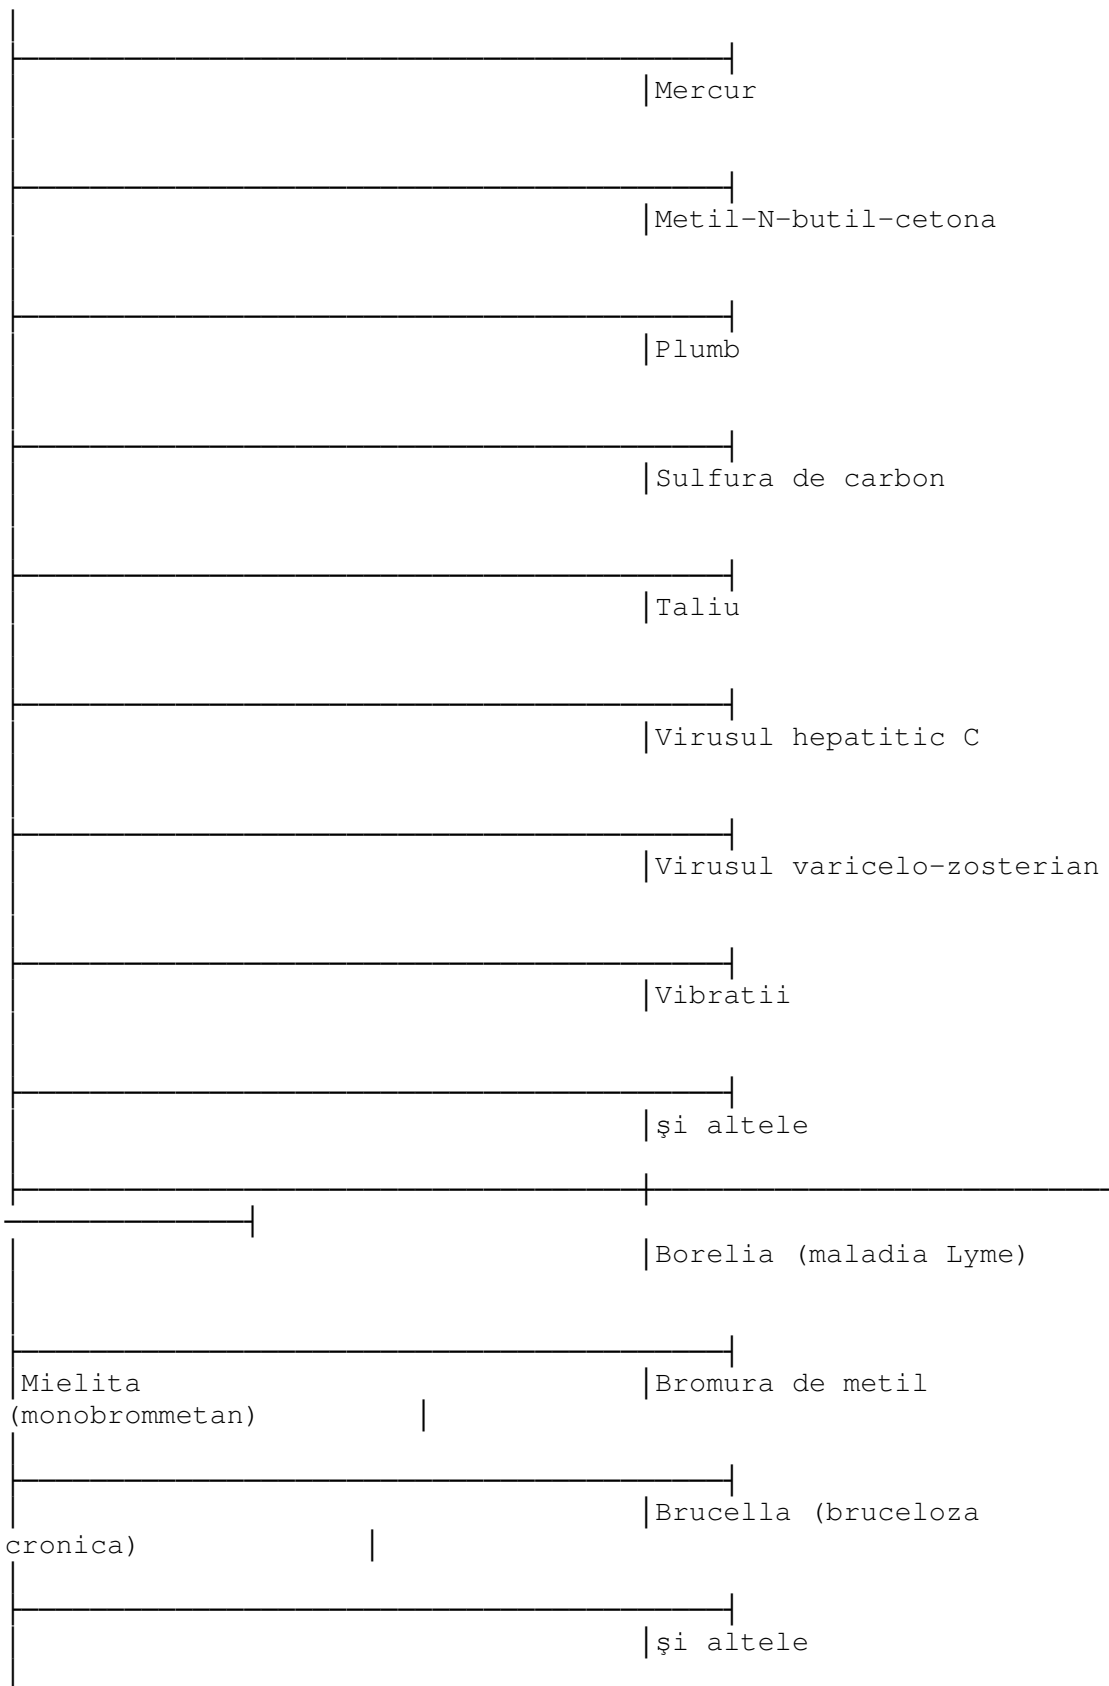 Mercur
Metil-N-butil-cetona
Plumb
Sulfura de carbon
Taliu
Virusul hepatitic C
Virusul varicelo-zosterian
Vibratii
şi altele
Borelia (maladia Lyme)
Mielita Bromura de metil
(monobrommetan)
Brucella (bruceloza
cronica)
şi altele